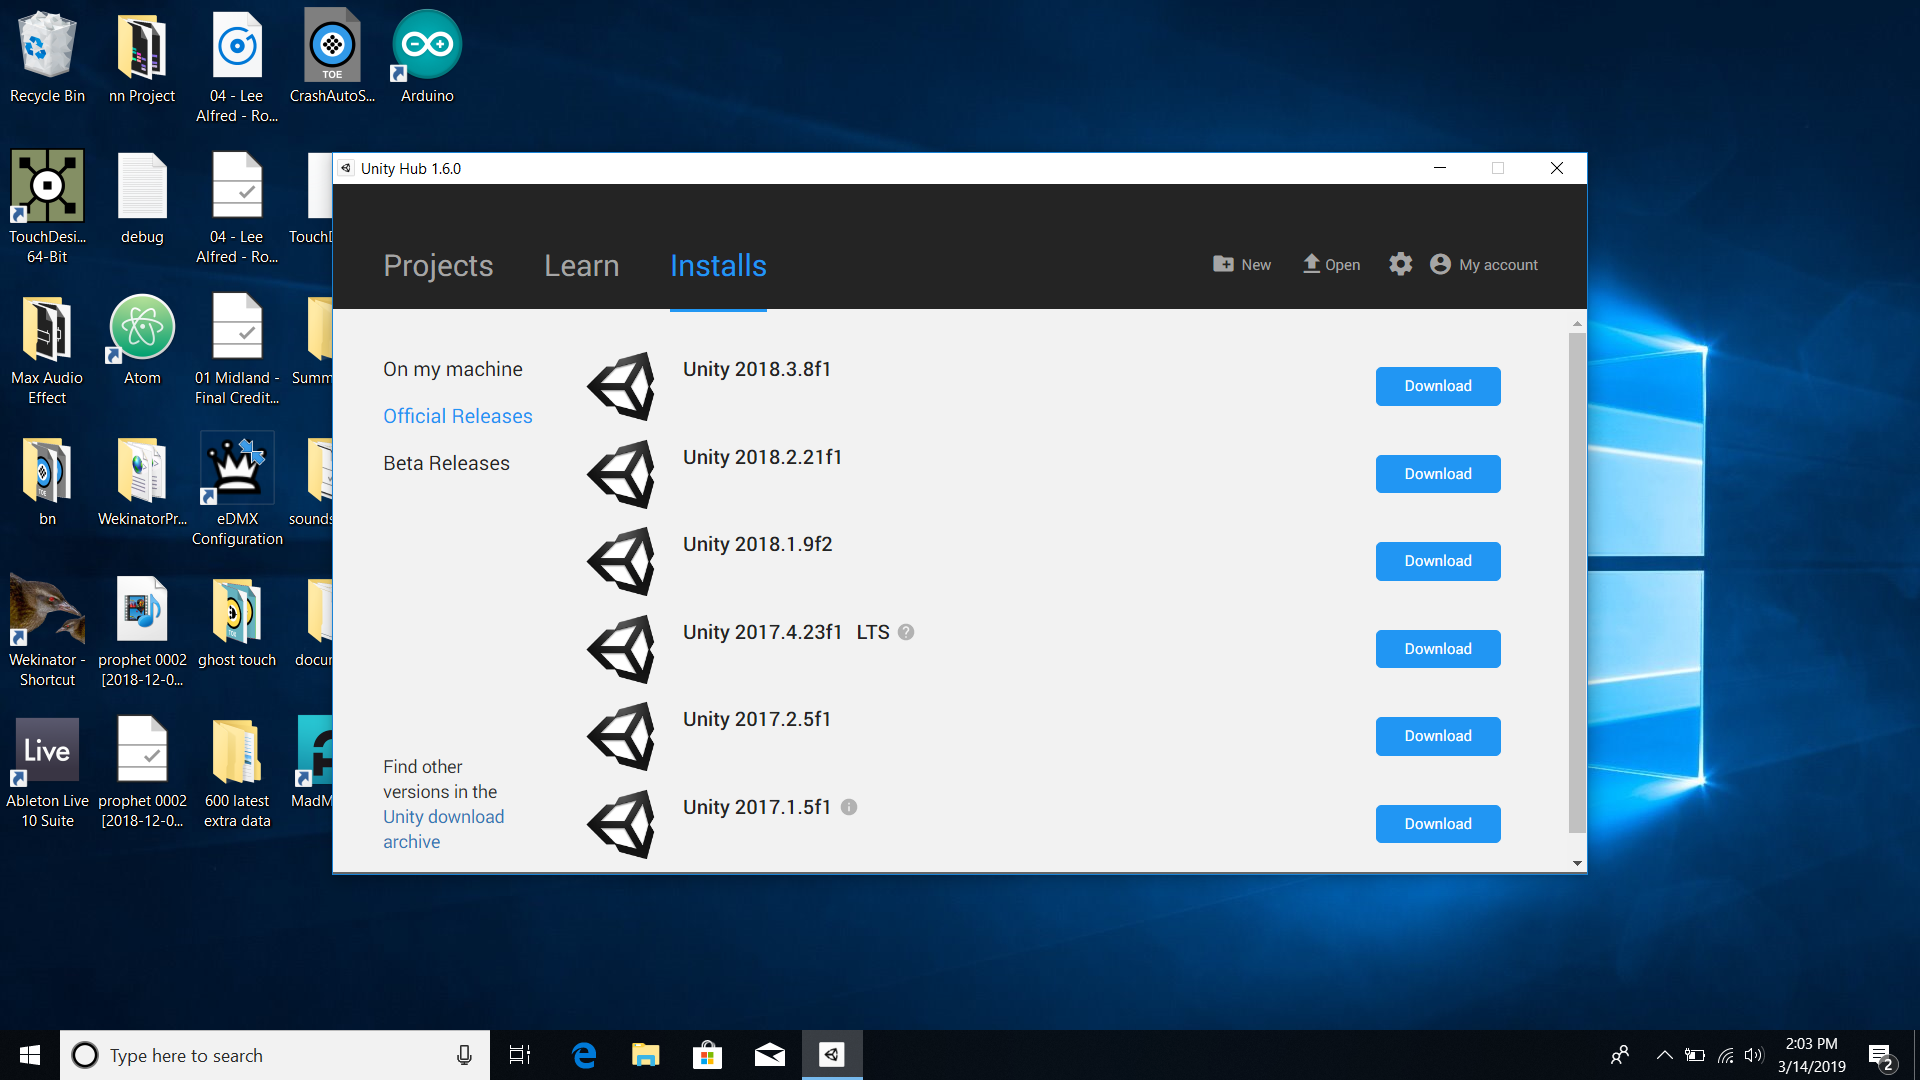 Recycle Bin
nn Project
04 - Lee
Alfred - Ro...
TOE
CrashAutoS...
Arduino
TouchDesi...
64-Bit
debug
04 - Lee
Alfred - Ro...
Max Audio
Effect
Atom
01 Midland -
Final Credit...
TOE
bn
WekinatorPr...
eDMX
Configuration
sounds
Wekinator -
Shortcut
prophet 0002
[2018-12-0...
TOE
ghost touch
Live
Ableton Live
10 Suite
prophet 0002
[2018-12-0...
600 latest
extra data
Unity Hub 1.6.0
Projects
Learn
Installs
New
Open
My account
On my machine
Official Releases
Beta Releases
Find other
versions in the
Unity download
archive
Unity 2018.3.8f1
Download
Unity 2018.2.21f1
Download
Unity 2018.1.9f2
Download
Unity 2017.4.23f1 LTS ?
Download
Unity 2017.2.5f1
Download
Unity 2017.1.5f1
Download
Type here to search
2:03 PM
3/14/2019
2